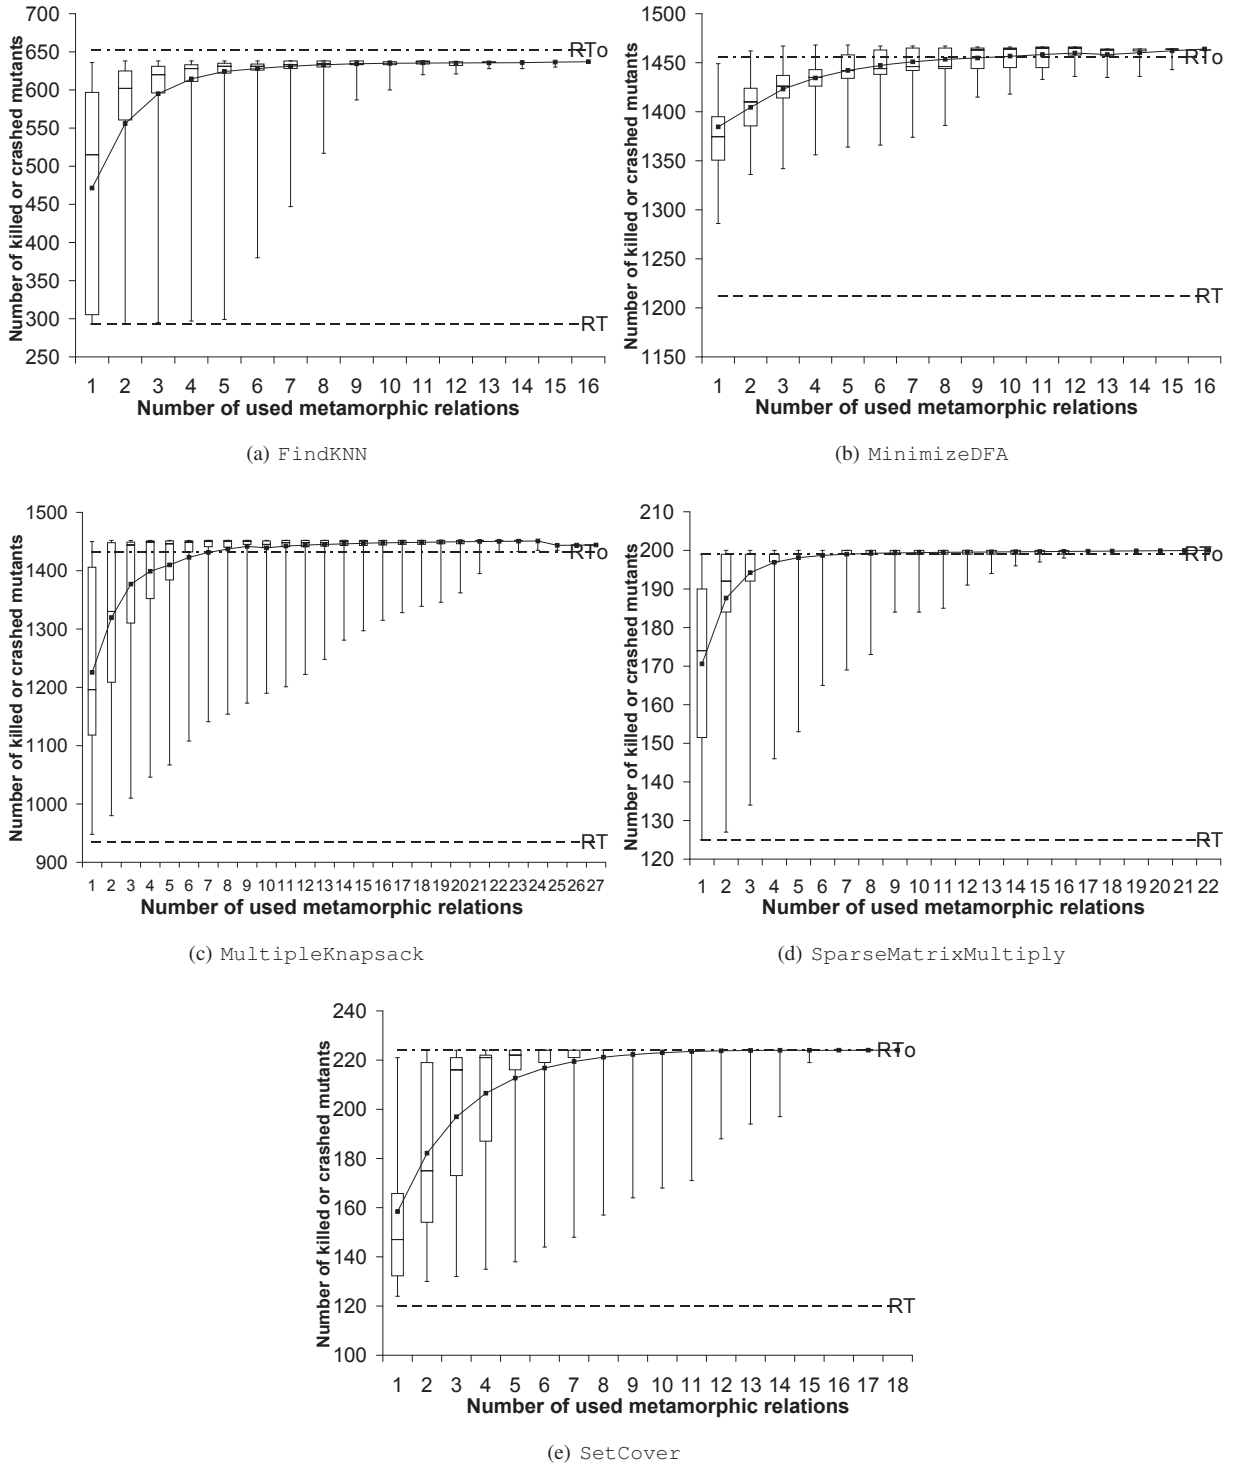 700
650
600
550
500
450
400
350
300
250
Number of killed or crashed mutants
RTo
RT
1 2 3 4 5 6 7 8 9 10 11 12 13 14 15 16
Number of used metamorphic relations
(a) FindKNN
1500
1450
1400
1350
1300
1250
1200
1150
Number of killed or crashed mutants
RTo
RT
1 2 3 4 5 6 7 8 9 10 11 12 13 14 15 16
Number of used metamorphic relations
(b) MinimizeDFA
1500
1400
1300
1200
1100
1000
900
Number of killed or crashed mutants
RTo
RT
1 2 3 4 5 6 7 8 9 10 11 12 13 14 15 16 17 18 19 20 21 22 23 24 25 26 27
Number of used metamorphic relations
(c) MultipleKnapsack
210
200
190
180
170
160
150
140
130
120
Number of killed or crashed mutants
RTo
RT
1 2 3 4 5 6 7 8 9 10 11 12 13 14 15 16 17 18 19 20 21 22
Number of used metamorphic relations
(d) SparseMatrixMultiply
240
220
200
180
160
140
120
100
Number of killed or crashed mutants
RTo
RT
1 2 3 4 5 6 7 8 9 10 11 12 13 14 15 16 17 18
Number of used metamorphic relations
(e) SetCover